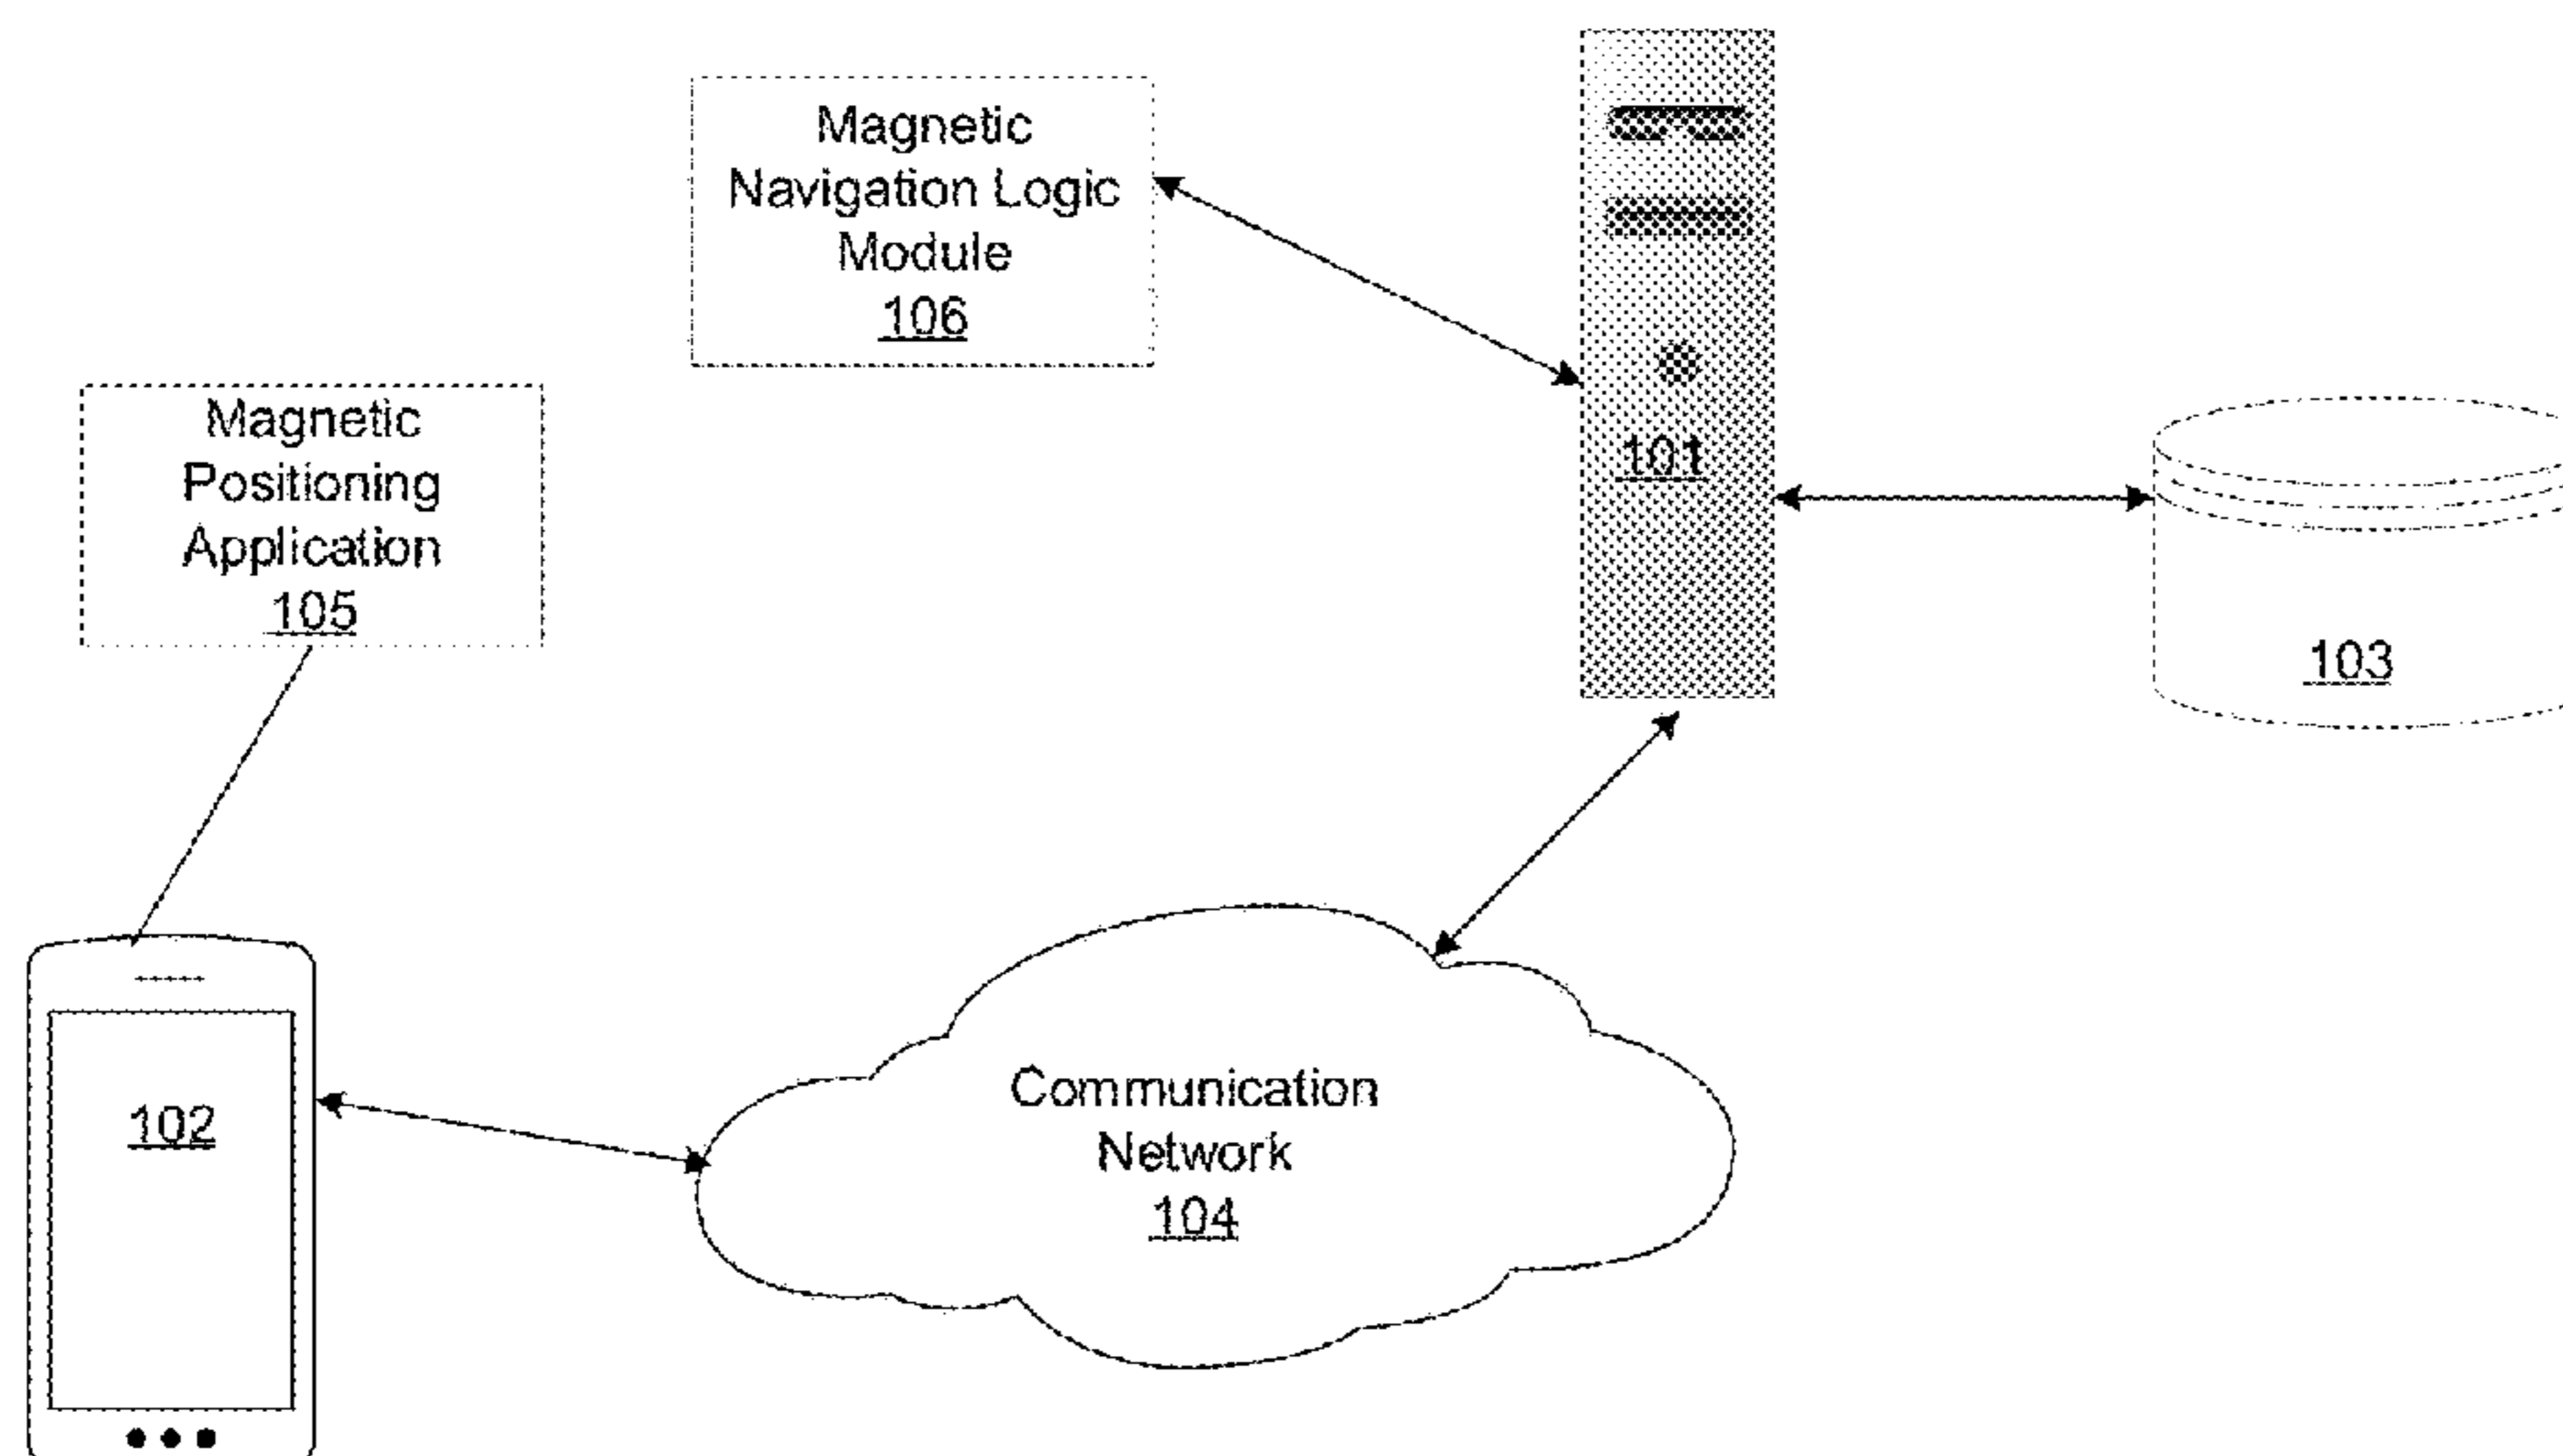 Magnetic
Navigation Logic
Module
106
Magnetic
Positioning
Application
105
101
103
102
Communication
Network
104